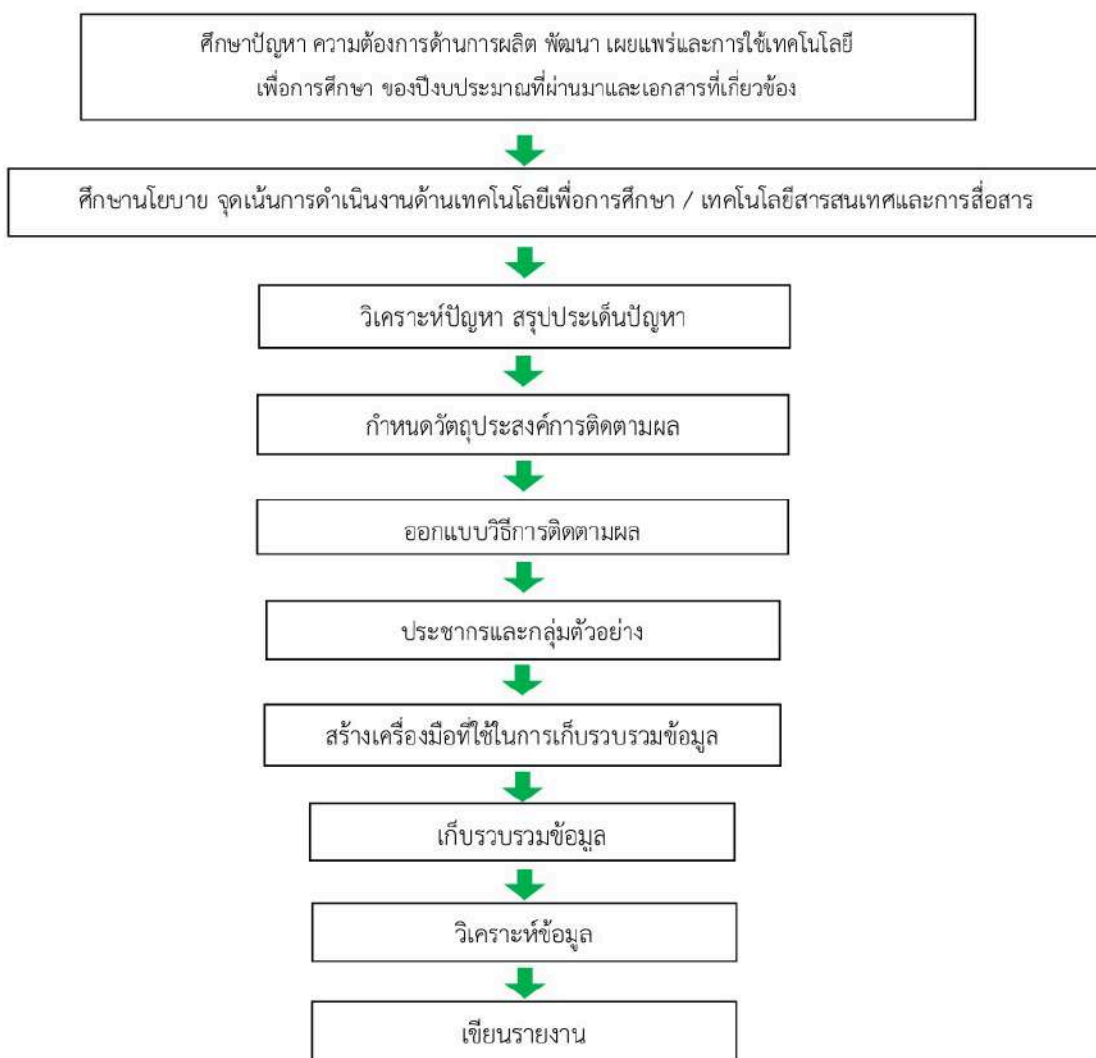 ศึกษาปัญหา ความต้องการด้านการผลิต พัฒนา เผยแพร่และการใช้เทคโนโลยี
เพื่อการศึกษา ของปีงบประมาณที่ผ่านมาและเอกสารที่เกี่ยวข้อง
ศึกษานโยบาย จุดเน้นการดำเนินงานด้านเทคโนโลยีเพื่อการศึกษา / เทคโนโลยีสารสนเทศและการสื่อสาร
วิเคราะห์ปัญหา สรุปประเด็นปัญหา
กำหนดวัตถุประสงค์การติดตามผล
ออกแบบวิธีการติดตามผล
ประชากรและกลุ่มตัวอย่าง
สร้างเครื่องมือที่ใช้ในการเก็บรวบรวมข้อมูล
เก็บรวบรวมข้อมูล
วิเคราะห์ข้อมูล
เขียนรายงาน